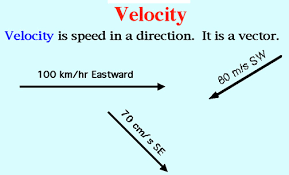 Velocity
Velocity is speed in a direction. It is a vector.
100 km/hr Eastward
60 m/s SW
70 cm/s SE